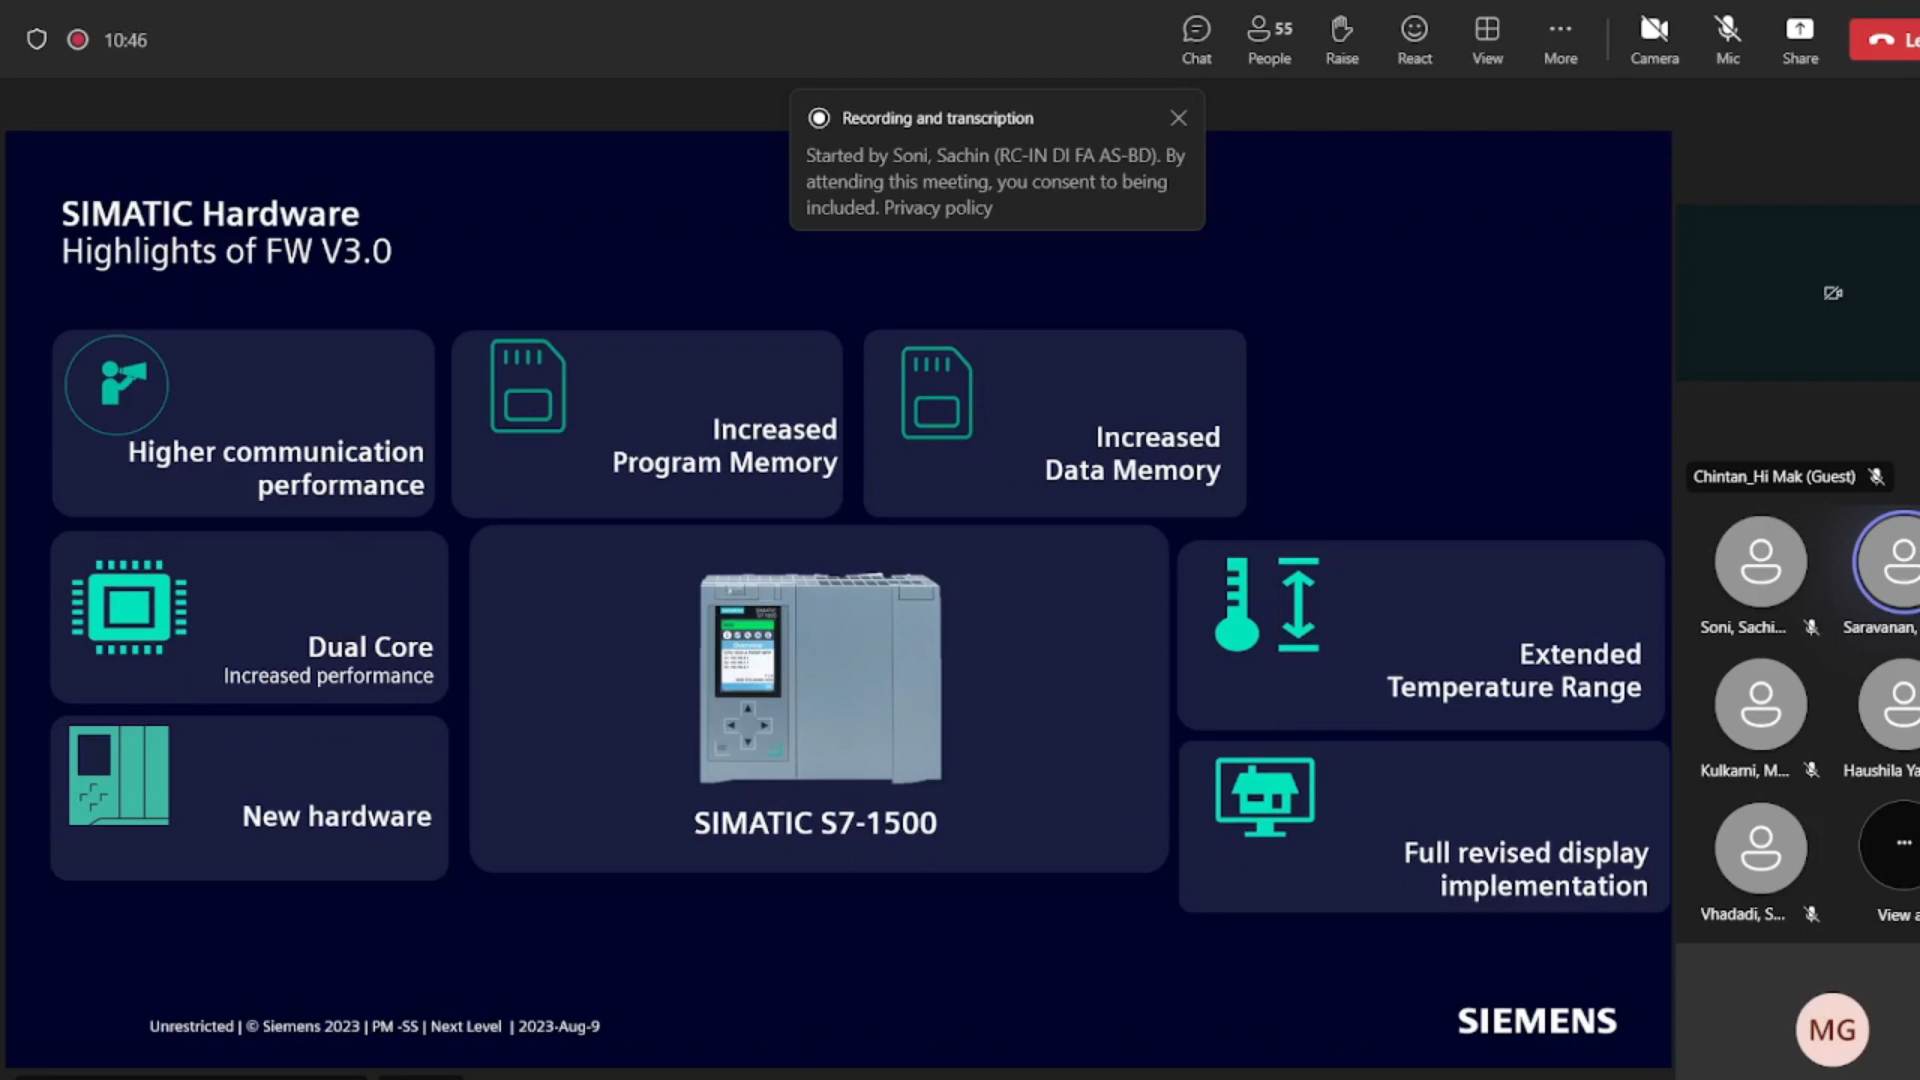 10:46
Chat
55
People
Raise
React
View
More
Camera
Mic
Share
Recording and transcription
Started by Soni, Sachin (RC-IN DI FA AS-BD). By
attending this meeting, you consent to being
included. Privacy policy
SIMATIC Hardware
Highlights of FW V3.0
Higher communication
performance
Increased
Program Memory
Increased
Data Memory
Dual Core
Increased performance
New hardware
SIMATIC S7-1500
Extended
Temperature Range
Full revised display
implementation
Unrestricted | © Siemens 2023 | PM -SS | Next Level | 2023-Aug-9
SIEMENS
Chintan_Hi Mak (Guest)
Soni, Sachi...
Saravanan,
Kulkarni, M...
Haushila Ya
Vhadadi, S...
View a
MG